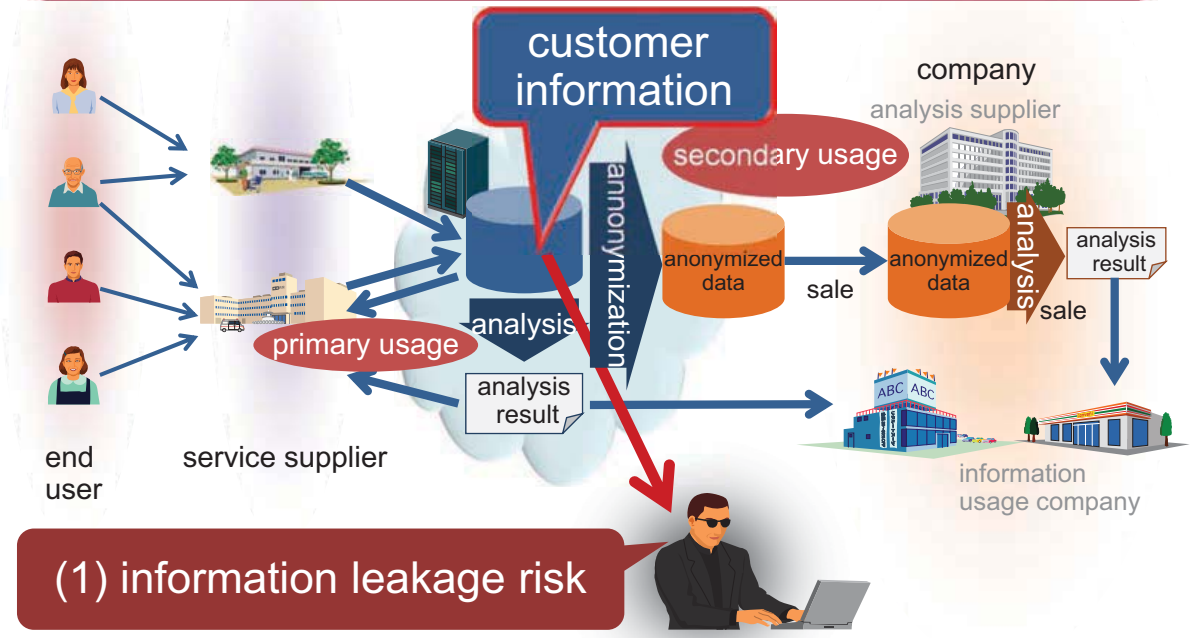 customer
information
company
analysis supplier
secondary usage
annonymization
anonymized
data
sale
anonymized
data
analysis
sale
analysis
result
analysis
primary usage
analysis
result
ABC ABC
end
user
service supplier
information
usage company
(1) information leakage risk